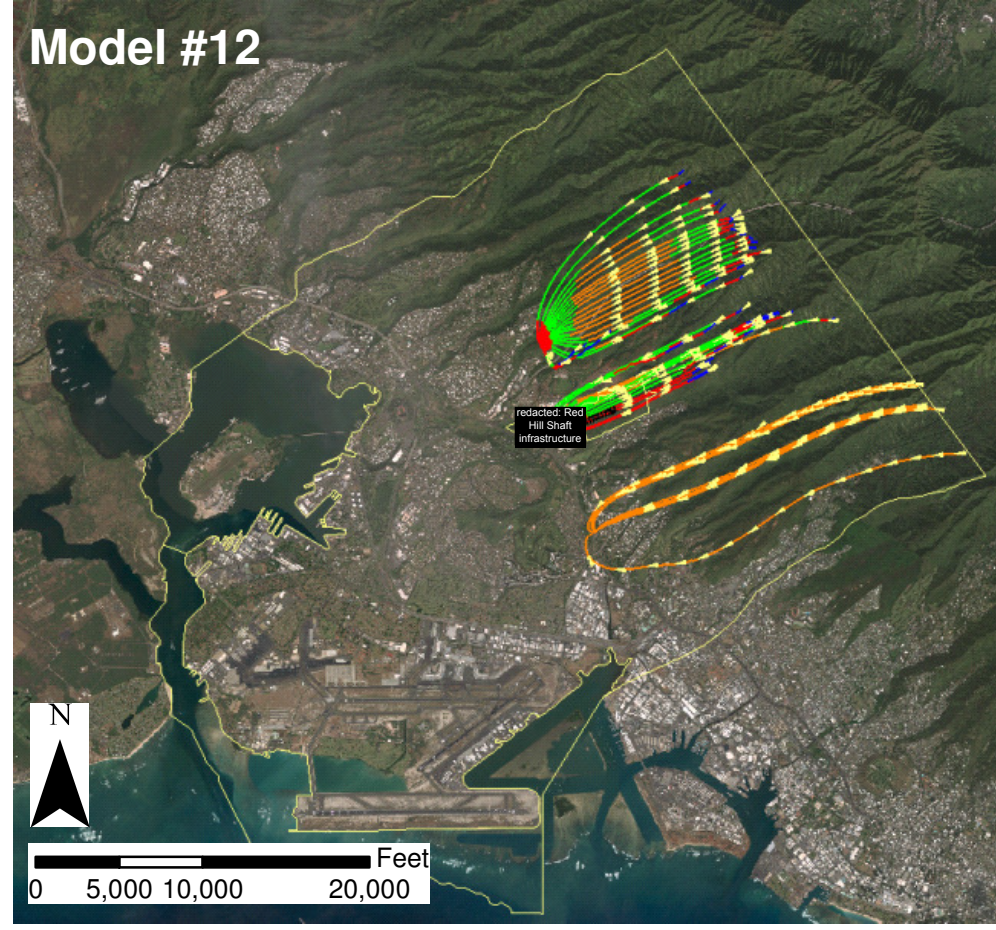 Model #12
redacted: Red
Hill Shaft
infrastructure
N
Feet
0 5,000 10,000 20,000